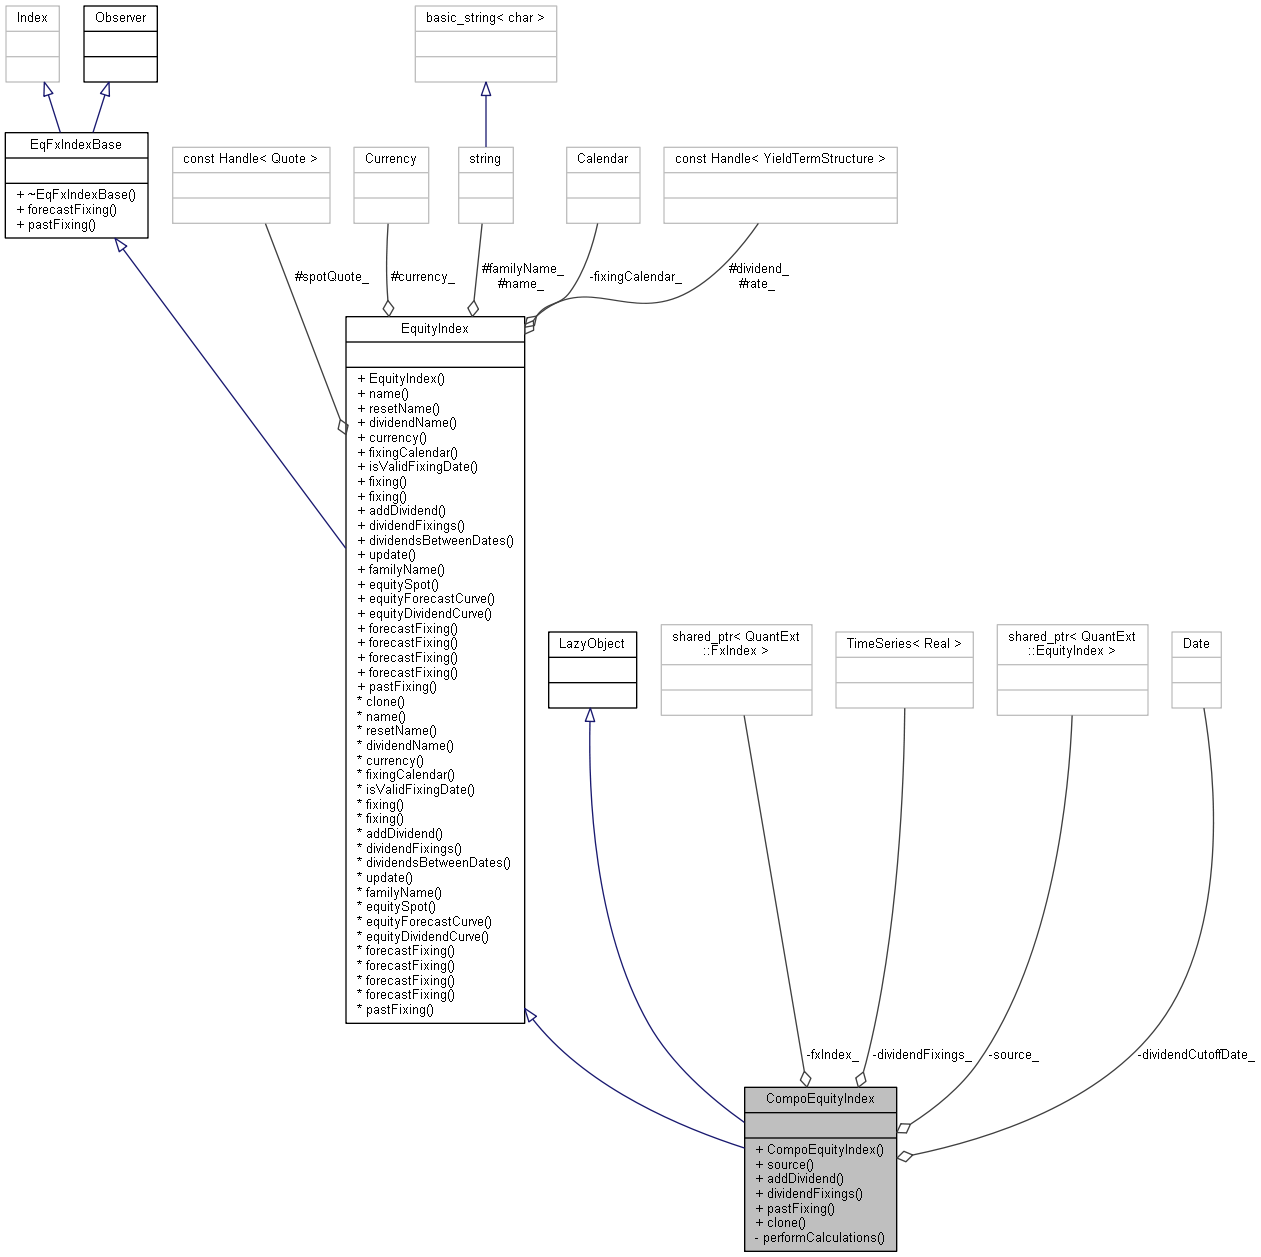 Index
Observer
basic_string< char >
EqFxIndexBase
+ ~EqFxIndexBase()
+ forecastFixing()
+ pastFixing()
const Handle< Quote >
Currency
string
Calendar
const Handle< YieldTermStructure >
#spotQuote_
#currency_
#familyName_
#name_
-fixingCalendar_
#dividend_
#rate_
EquityIndex
+ EquityIndex()
+ name()
+ resetName()
+ dividendName()
+ currency()
+ fixingCalendar()
+ isValidFixingDate()
+ fixing()
+ fixing()
+ addDividend()
+ dividendFixings()
+ dividendsBetweenDates()
+ update()
+ familyName()
+ equitySpot()
+ equityForecastCurve()
+ equityDividendCurve()
+ forecastFixing()
+ forecastFixing()
+ forecastFixing()
+ forecastFixing()
+ pastFixing()
* clone()
* name()
* resetName()
* dividendName()
* currency()
* fixingCalendar()
* isValidFixingDate()
* fixing()
* fixing()
* addDividend()
* dividendFixings()
* dividendsBetweenDates()
* update()
* familyName()
* equitySpot()
* equityForecastCurve()
* equityDividendCurve()
* forecastFixing()
* forecastFixing()
* forecastFixing()
* forecastFixing()
* pastFixing()
LazyObject
shared_ptr< QuantExt
::FxIndex >
TimeSeries< Real >
shared_ptr< QuantExt
::EquityIndex >
Date
-fxIndex_
-dividendFixings_
-source_
-dividendCutoffDate_
CompoEquityIndex
+ CompoEquityIndex()
+ source()
+ addDividend()
+ dividendFixings()
+ pastFixing()
+ clone()
- performCalculations()